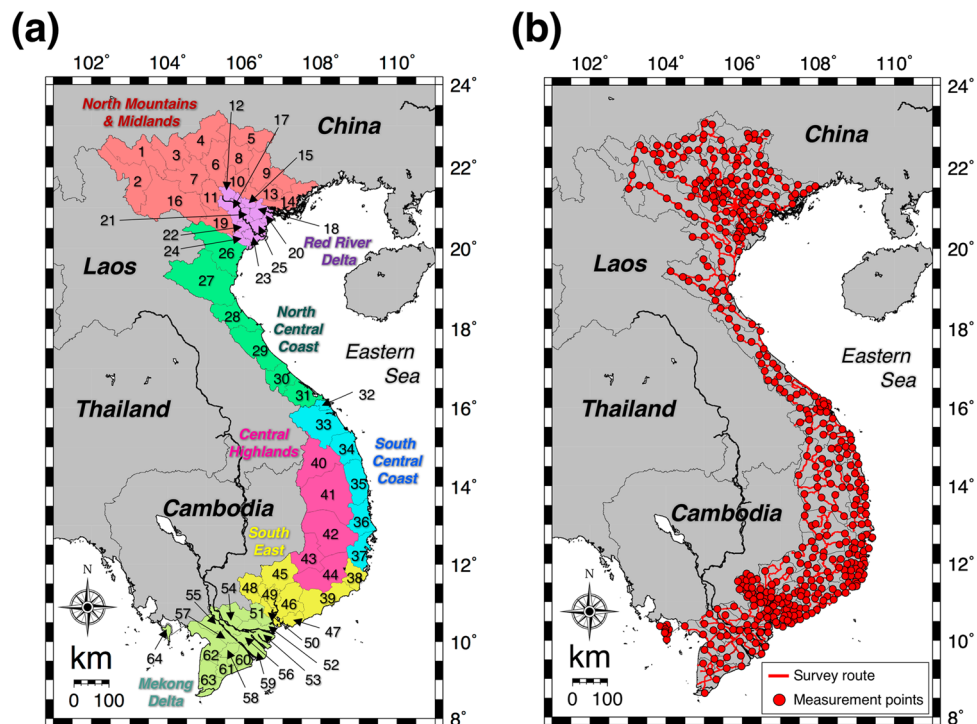 (a)
102° 104° 106° 108° 110°
24°
22°
20°
18°
16°
14°
12°
10°
8°
North Mountains
& Midlands
China
12
17
15
1
2
3
4
5
6
7
8
9
10
11
13
14
16
18
19
20
21
22
23
24
25
26
Red River
Delta
Laos
27
28
29
30
31
32
North
Central
Coast
Eastern
Sea
Thailand
33
34
35
36
37
Central
Highlands
South
Central
Coast
40
41
42
43
44
Cambodia
South
East
45
38
39
48
49
46
47
50
51
54
55
57
64
62
63
61
60
58
59
56
53
52
Mekong
Delta
km
0 100
(b)
102° 104° 106° 108° 110°
24°
22°
20°
18°
16°
14°
12°
10°
8°
China
Laos
Eastern
Sea
Thailand
Cambodia
km
0 100
Survey route
Measurement points